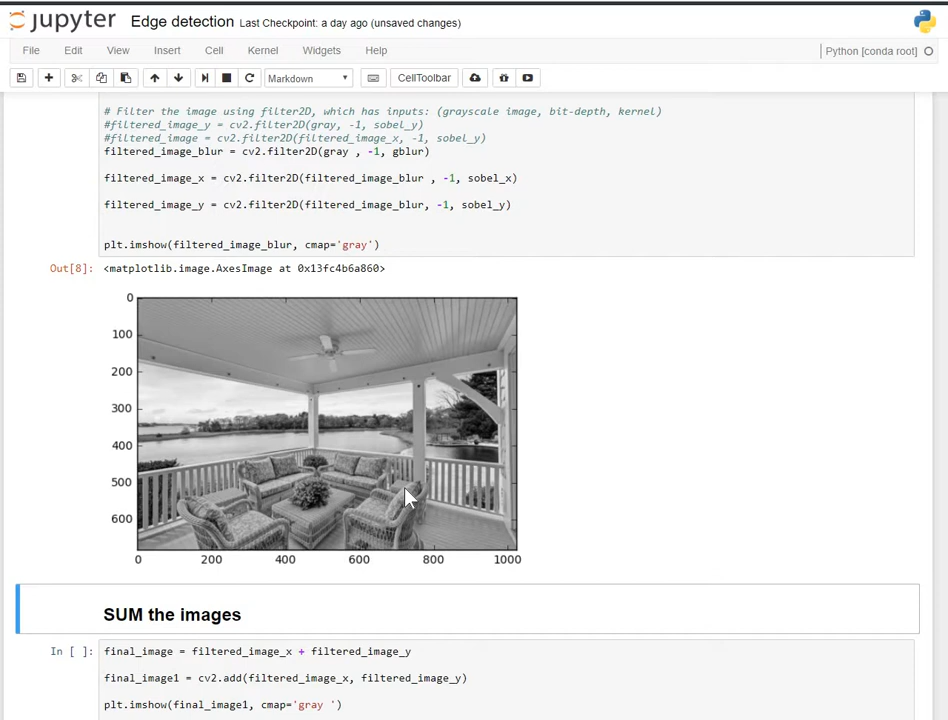 jupyter Edge detection Last Checkpoint: a day ago (unsaved changes)
File Edit View Insert Cell Kernel Widgets Help Python [conda root]
Markdown CellToolbar
# Filter the image using filter2D, which has inputs: (grayscale image, bit-depth, kernel)
#filtered_image_y = cv2.filter2D(gray, -1, sobel_y)
#filtered_image = cv2.filter2D(filtered_image_x, -1, sobel_y)
filtered_image_blur = cv2.filter2D(gray , -1, gblur)
filtered_image_x = cv2.filter2D(filtered_image_blur , -1, sobel_x)
filtered_image_y = cv2.filter2D(filtered_image_blur, -1, sobel_y)
plt.imshow(filtered_image_blur, cmap='gray')
Out[8]: <matplotlib.image.AxesImage at 0x13fc4b6a860>
0
100
200
300
400
500
600
0 200 400 600 800 1000
SUM the images
In [ ]: final_image = filtered_image_x + filtered_image_y
final_image1 = cv2.add(filtered_image_x, filtered_image_y)
plt.imshow(final_image1, cmap='gray ')